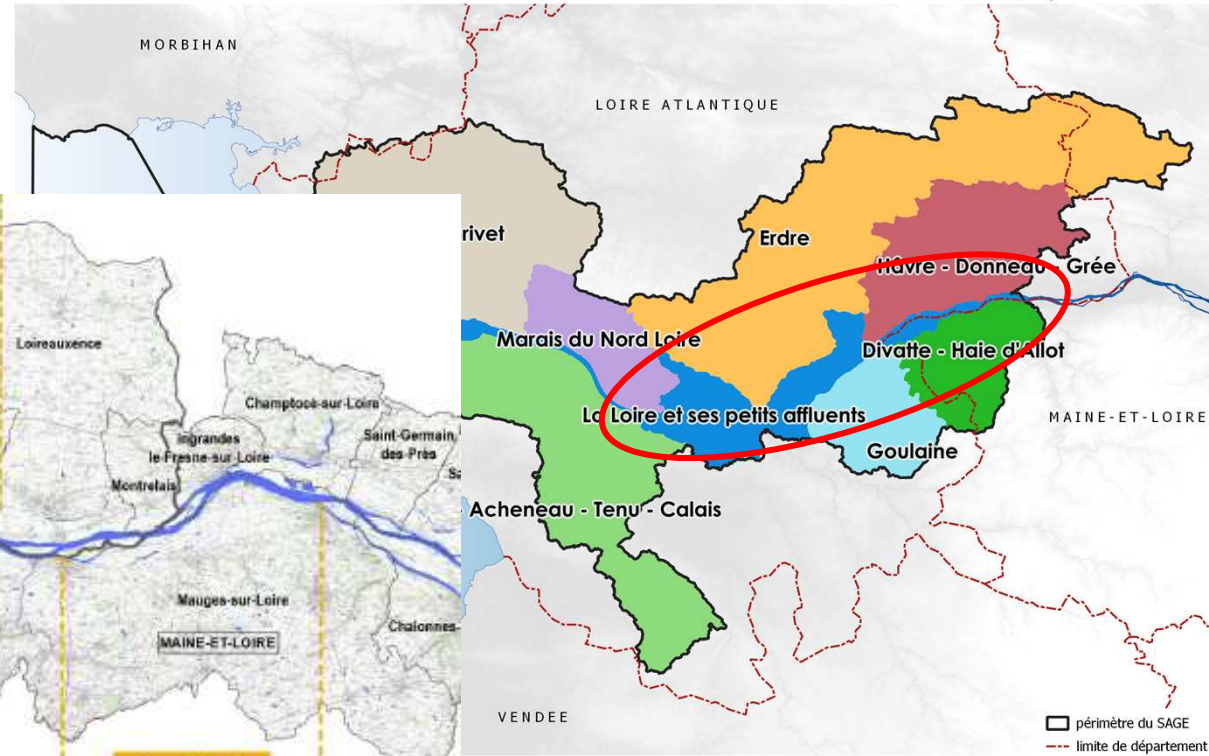 MORBIHAN
LOIRE ATLANTIQUE
rivet
Erdre
Hâvre - Donneau - Grée
Marais du Nord Loire
Divatte - Haie d'Allot
La Loire et ses petits affluents
MAINE-ET-LOIRE
Goulaine
Acheneau - Tenu - Calais
VENDEE
périmètre du SAGE
limite de département
Loireauxence
Champtocé-sur-Loire
Ingrandes
le Fresne-sur-Loire
Saint-Germain
des-Prés
Montrelais
Mauges-sur-Loire
Chalonnes-
MAINE-ET-LOIRE